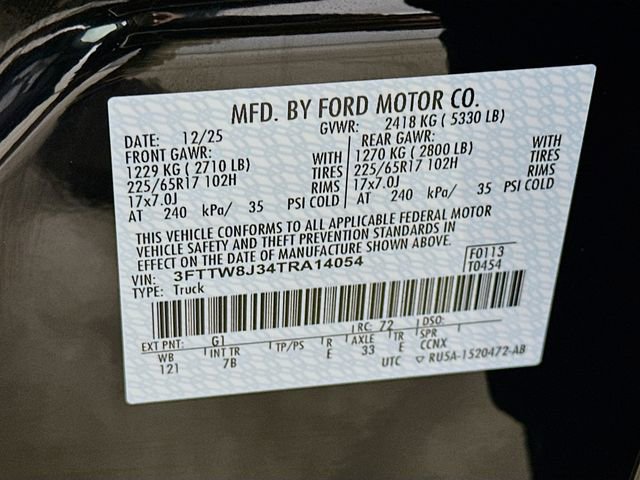 MFD. BY FORD MOTOR CO.
DATE: 12/25 GVWR: 2418 KG ( 5330 LB)
FRONT GAWR: REAR GAWR:
1229 KG ( 2710 LB) WITH 1270 KG ( 2800 LB) WITH
225/65R17 102H TIRES 225/65R17 102H TIRES
17x7.0J RIMS 17x7.0J RIMS
AT 240 kPa/ 35 PSI COLD AT 240 kPa/ 35 PSI COLD
THIS VEHICLE CONFORMS TO ALL APPLICABLE FEDERAL MOTOR
VEHICLE SAFETY AND THEFT PREVENTION STANDARDS IN
EFFECT ON THE DATE OF MANUFACTURE SHOWN ABOVE.
VIN: 3FTTW8J34TRA14054 F0113
TYPE: Truck T0454
EXT PNT: G1 RC: Z2 DSO:
WB INT TR TP/PS R AXLE TR SPR
121 7B E 33 E CCNX
UTC ▽ RU5A-1520472-AB